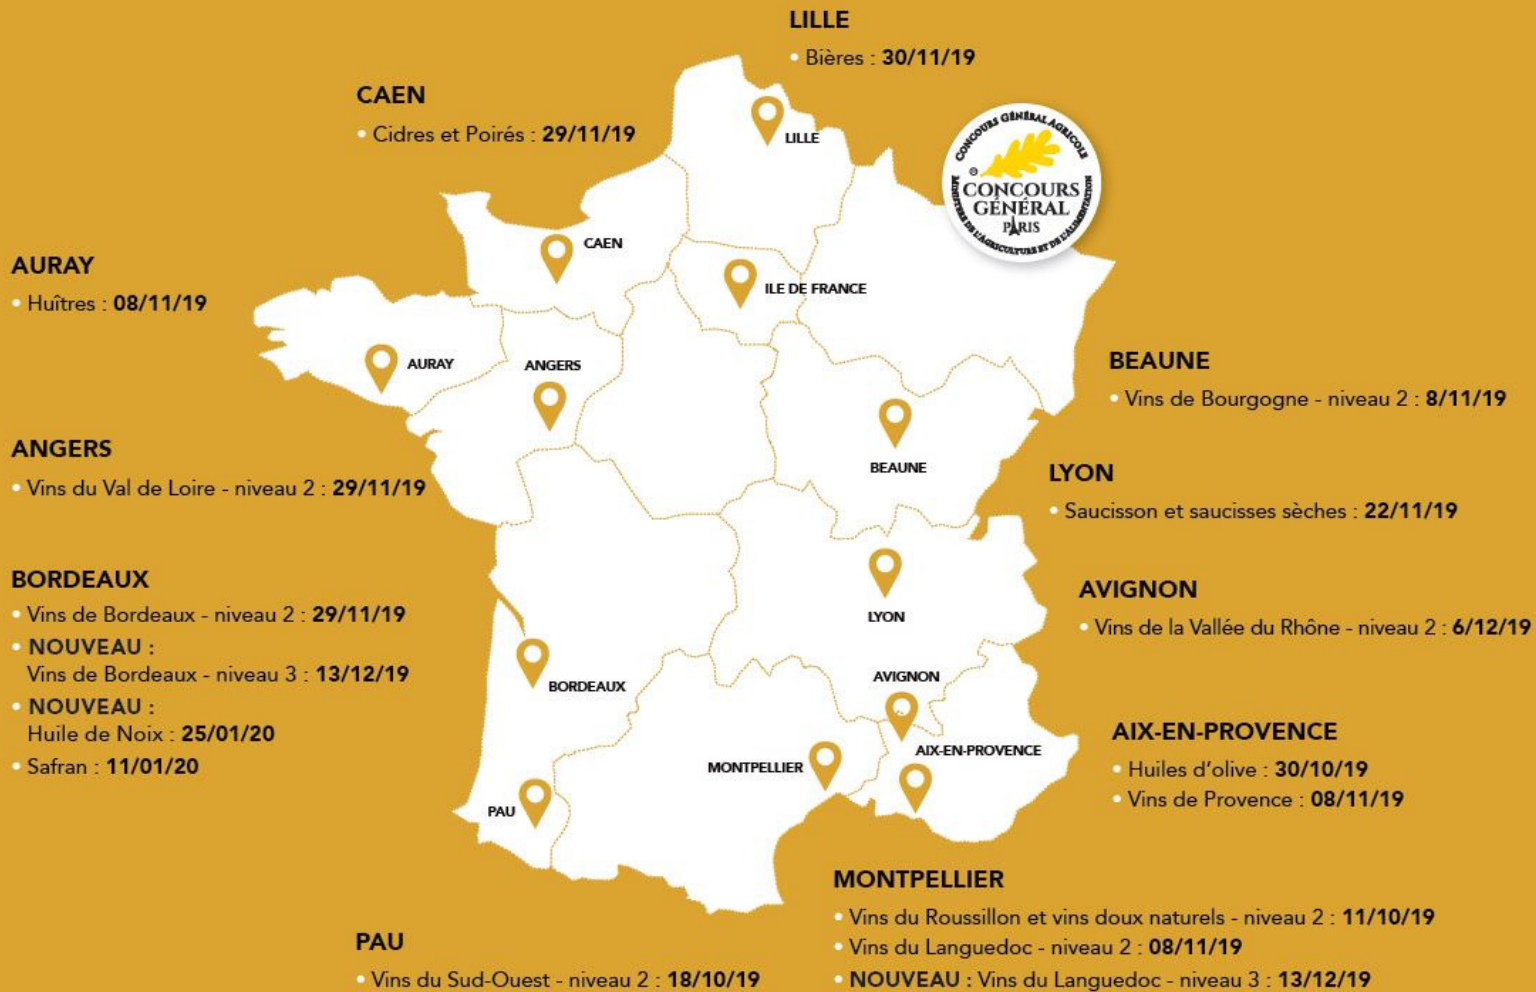 LILLE
• Bières : 30/11/19
CAEN
• Cidres et Poirés : 29/11/19
AURAY
• Huîtres : 08/11/19
ANGERS
• Vins du Val de Loire - niveau 2 : 29/11/19
BORDEAUX
• Vins de Bordeaux - niveau 2 : 29/11/19
• NOUVEAU :
Vins de Bordeaux - niveau 3 : 13/12/19
• NOUVEAU :
Huile de Noix : 25/01/20
• Safran : 11/01/20
PAU
• Vins du Sud-Ouest - niveau 2 : 18/10/19
LILLE
CAEN
ILE DE FRANCE
AURAY
ANGERS
BEAUNE
LYON
BORDEAUX
AVIGNON
AIX-EN-PROVENCE
MONTPELLIER
PAU
CONCOURS GÉNÉRAL AGRICOLE
®
CONCOURS
GÉNÉRAL
PARIS
MINISTÈRE DE L'AGRICULTURE ET DE L'ALIMENTATION
BEAUNE
• Vins de Bourgogne - niveau 2 : 8/11/19
LYON
• Saucisson et saucisses sèches : 22/11/19
AVIGNON
• Vins de la Vallée du Rhône - niveau 2 : 6/12/19
AIX-EN-PROVENCE
• Huiles d'olive : 30/10/19
• Vins de Provence : 08/11/19
MONTPELLIER
• Vins du Roussillon et vins doux naturels - niveau 2 : 11/10/19
• Vins du Languedoc - niveau 2 : 08/11/19
• NOUVEAU : Vins du Languedoc - niveau 3 : 13/12/19